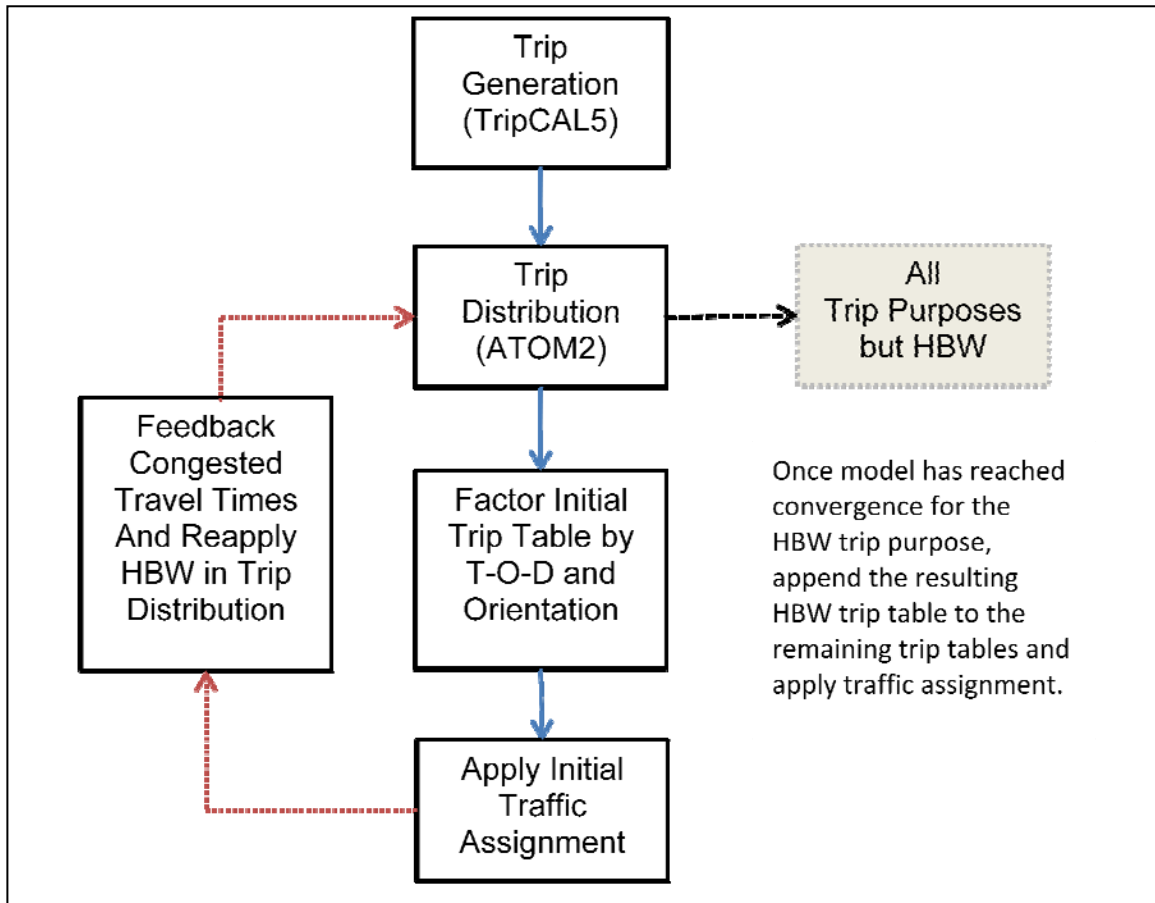 Trip
Generation
(TripCAL5)
Trip
Distribution
(ATOM2)
All
Trip Purposes
but HBW
Feedback
Congested
Travel Times
And Reapply
HBW in Trip
Distribution
Factor Initial
Trip Table by
T-O-D and
Orientation
Once model has reached
convergence for the
HBW trip purpose,
append the resulting
HBW trip table to the
remaining trip tables and
apply traffic assignment.
Apply Initial
Traffic
Assignment